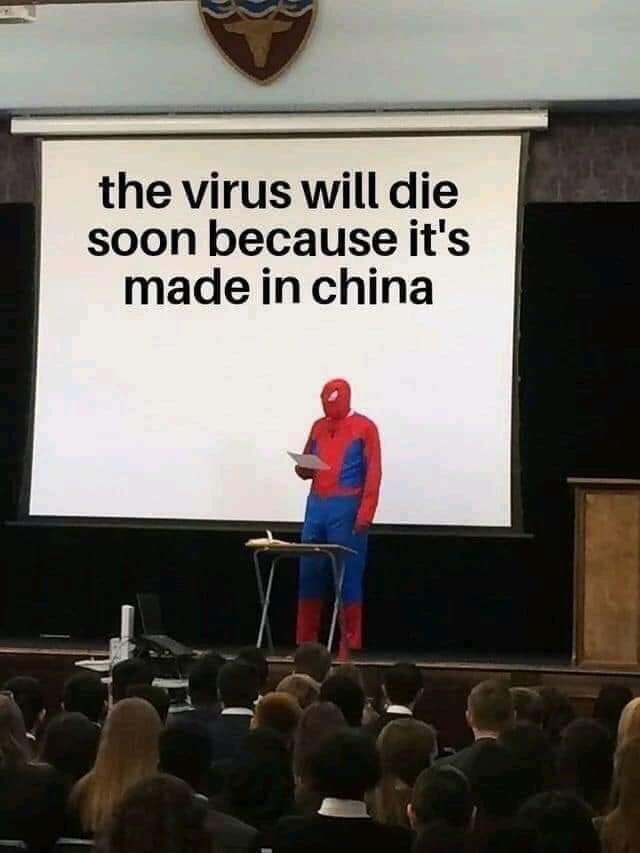 the virus will die
soon because it's
made in china